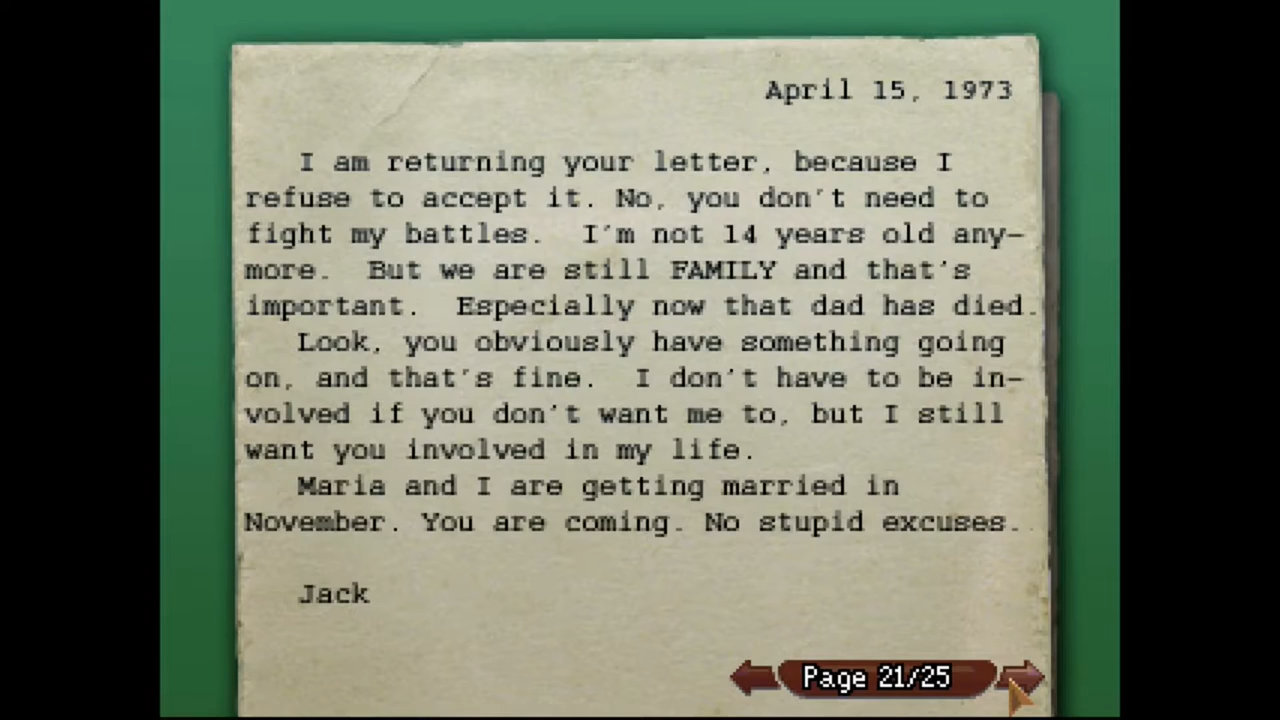 April 15, 1973
I am returning your letter, because I
refuse to accept it. No, you don't need to
fight my battles. I'm not 14 years old any-
more. But we are still FAMILY and that's
important. Especially now that dad has died.
Look, you obviously have something going
on, and that's fine. I don't have to be in-
volved if you don't want me to, but I still
want you involved in my life.
Maria and I are getting married in
November. You are coming. No stupid excuses.
Jack
Page 21/25